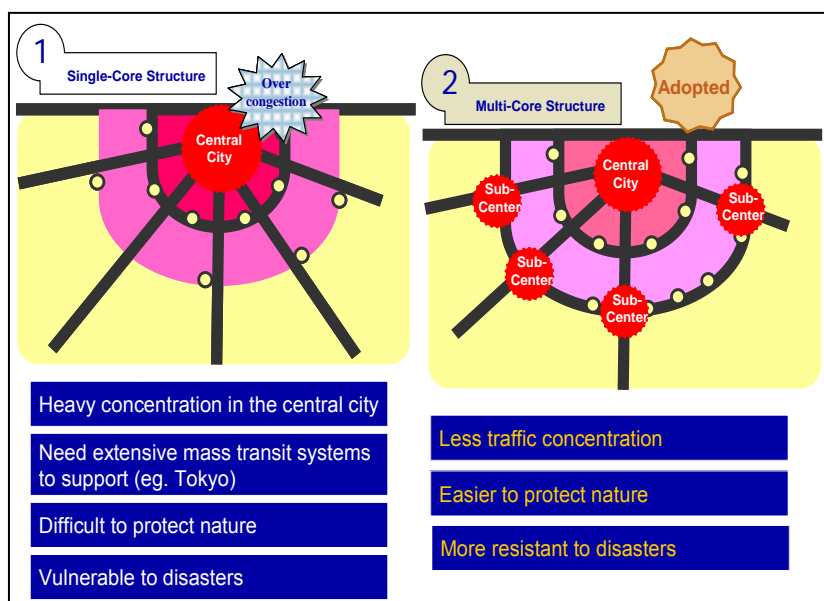 1
Single-Core Structure
Over
congestion
Central
City
Heavy concentration in the central city
Need extensive mass transit systems
to support (eg. Tokyo)
Difficult to protect nature
Vulnerable to disasters
2
Multi-Core Structure
Adopted
Central
City
Sub-
Center
Sub-
Center
Sub-
Center
Sub-
Center
Less traffic concentration
Easier to protect nature
More resistant to disasters